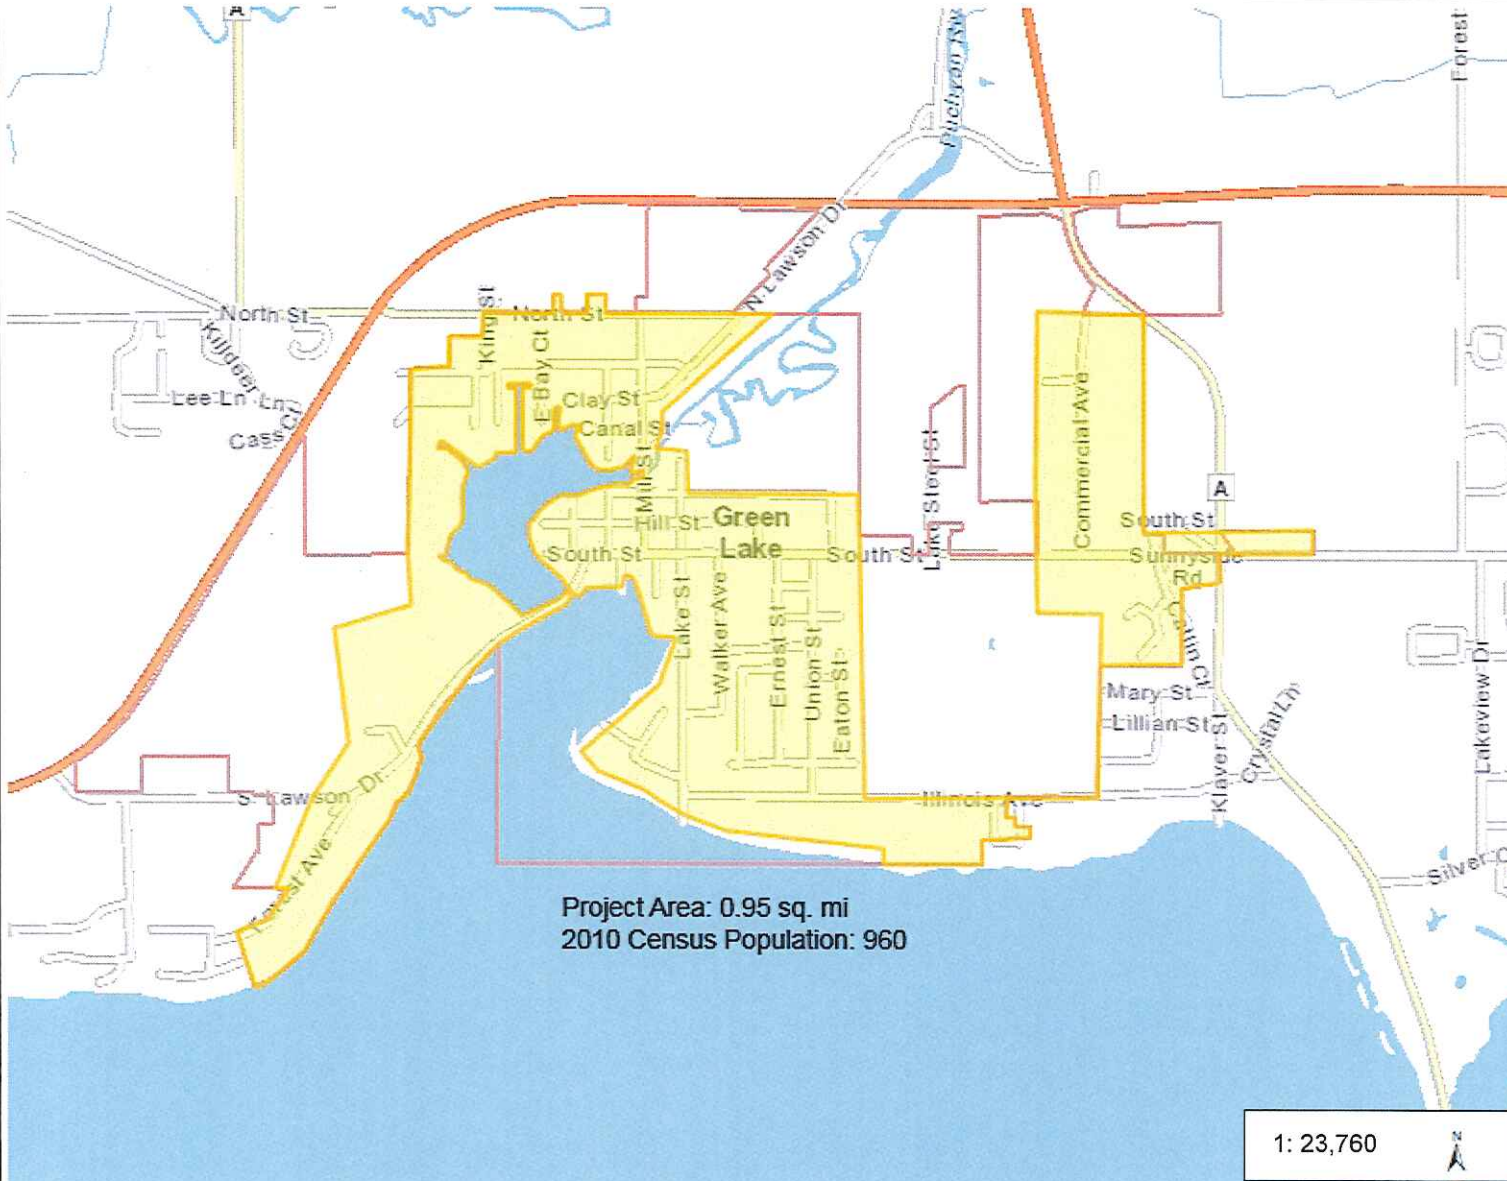 A
Puchyan Riv
Forest
N. Lawson Dr
North St
King St
North St
Killdeer Ln
E Bay Ct
Lee Ln
Clay St
Cass Ct
Canal St
Commercial Ave
Mill St
Lake Steel St
A
Hill St
Green
Lake
South St
South St
South St
Sunnyside
Rd
Lake St
Walker Ave
Ernest St
Union St
Eaton St
Mary St
Lillian St
Klaver St
Crystal Ln
Lakeview Dr
S. Lawson Dr.
Illinois Ave
Forest Ave
Silver C
Project Area: 0.95 sq. mi
2010 Census Population: 960
1: 23,760
N